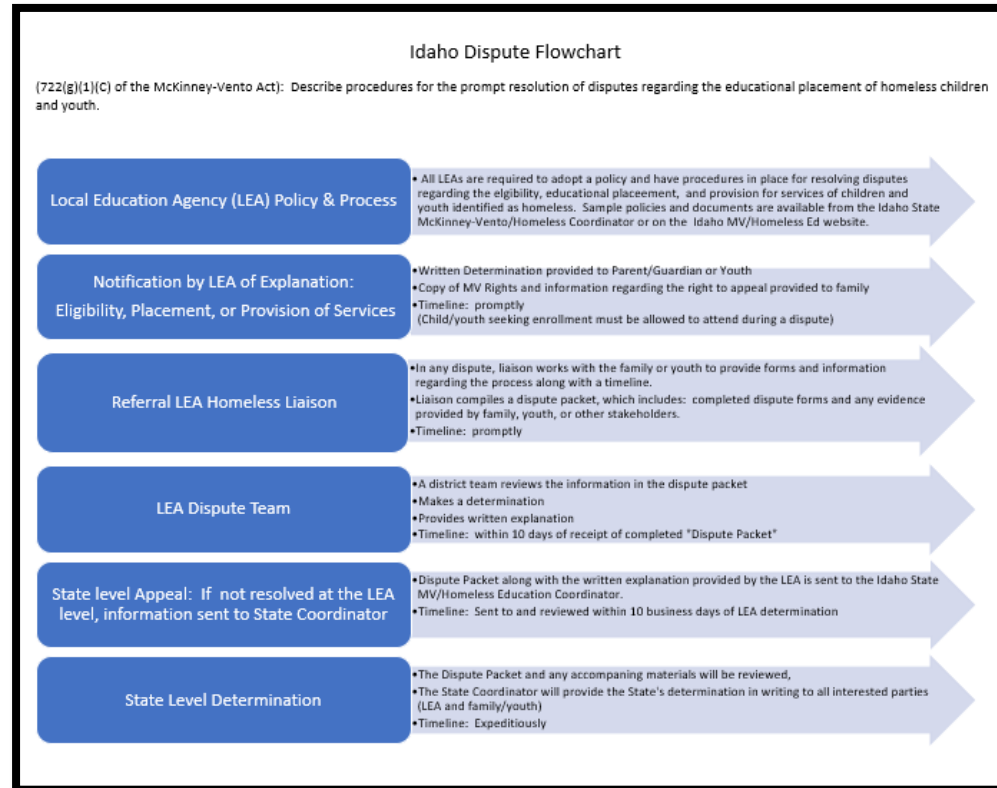 Idaho Dispute Flowchart
(722(g)(1)(C) of the McKinney-Vento Act): Describe procedures for the prompt resolution of disputes regarding the educational placement of homeless children
and youth.
Local Education Agency (LEA) Policy & Process
• All LEAs are required to adopt a policy and have procedures in place for resolving disputes
regarding the elgibility, educational placeement, and provision for services of children and
youth identified as homeless. Sample policies and documents are available from the Idaho State
McKinney-Vento/Homeless Coordinator or on the Idaho MV/Homeless Ed website.
Notification by LEA of Explanation:
Eligibility, Placement, or Provision of Services
•Written Determination provided to Parent/Guardian or Youth
•Copy of MV Rights and information regarding the right to appeal provided to family
•Timeline: promptly
(Child/youth seeking enrollment must be allowed to attend during a dispute)
Referral LEA Homeless Liaison
•In any dispute, liaison works with the family or youth to provide forms and information
regarding the process along with a timeline.
•Liaison compiles a dispute packet, which includes: completed dispute forms and any evidence
provided by family, youth, or other stakeholders.
•Timeline: promptly
LEA Dispute Team
•A district team reviews the information in the dispute packet
•Makes a determination
•Provides written explanation
•Timeline: within 10 days of receipt of completed "Dispute Packet"
State level Appeal: If not resolved at the LEA
level, information sent to State Coordinator
•Dispute Packet along with the written explanation provided by the LEA is sent to the Idaho State
MV/Homeless Education Coordinator.
•Timeline: Sent to and reviewed within 10 business days of LEA determination
State Level Determination
•The Dispute Packet and any accompaning materials will be reviewed,
•The State Coordinator will provide the State's determination in writing to all interested parties
(LEA and family/youth)
•Timeline: Expeditiously